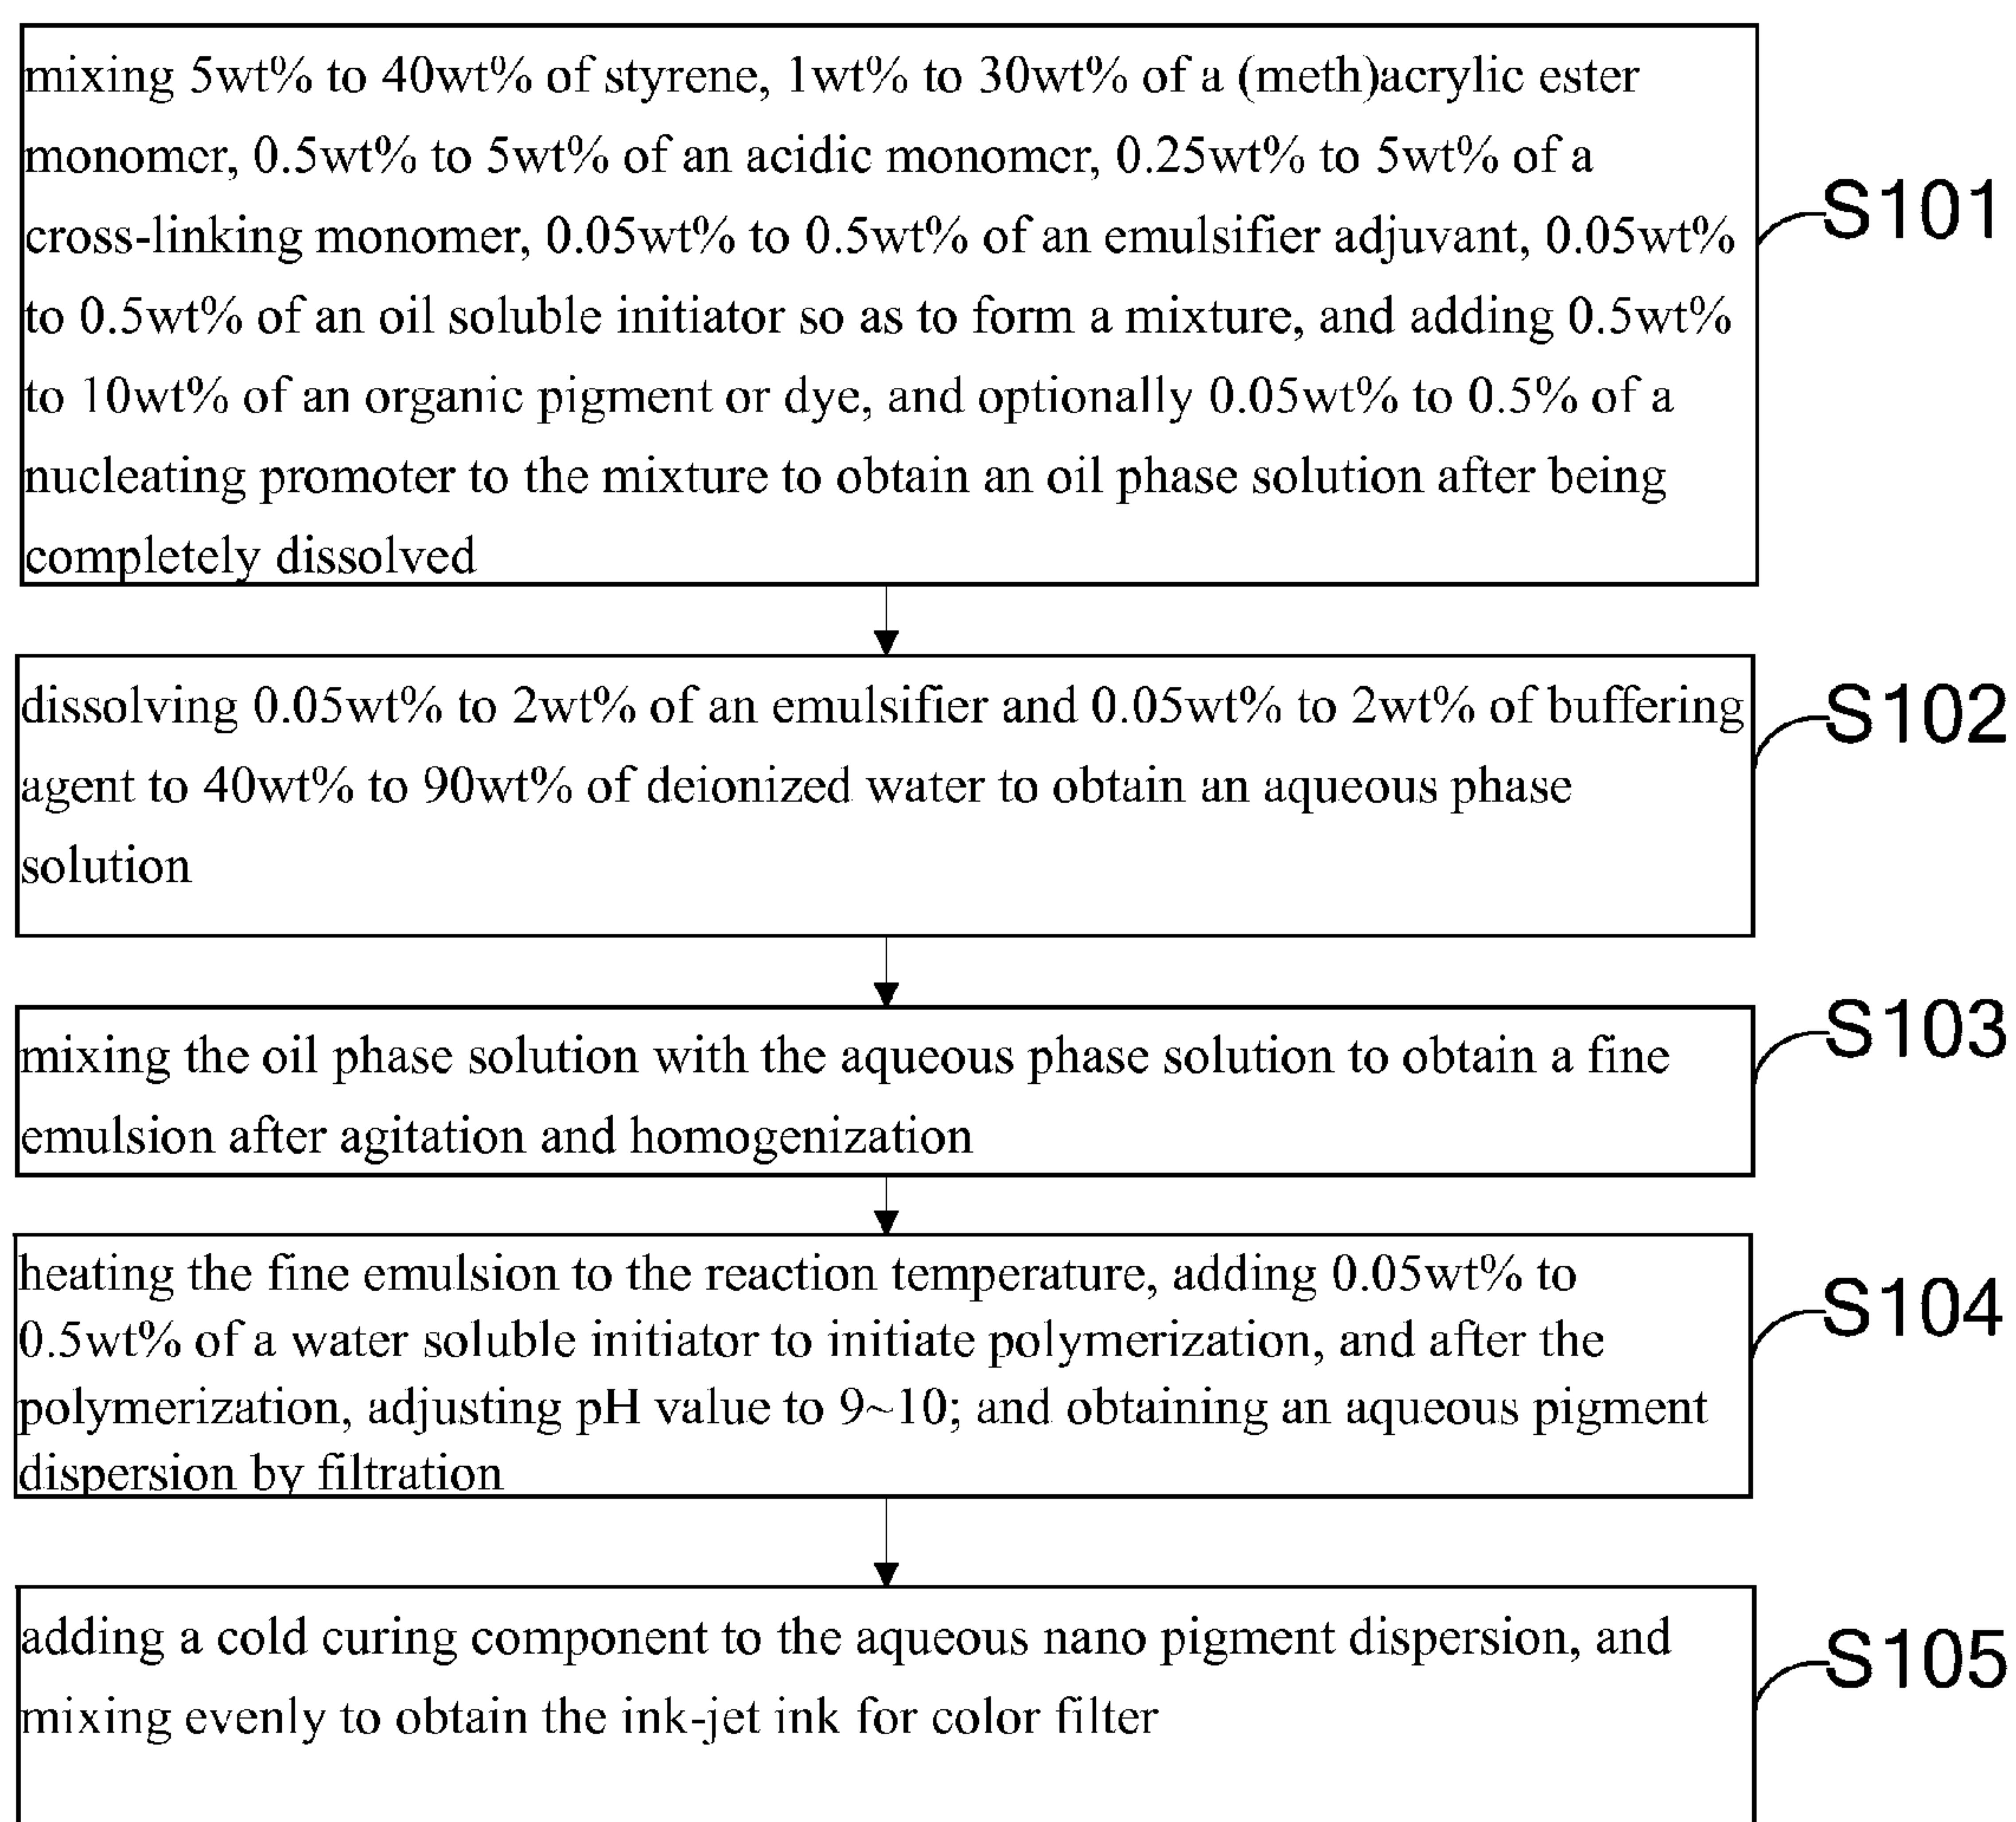 mixing 5wt% to 40wt% of styrene, 1wt% to 30wt% of a (meth)acrylic ester
monomer, 0.5wt% to 5wt% of an acidic monomer, 0.25wt% to 5wt% of a
cross-linking monomer, 0.05wt% to 0.5wt% of an emulsifier adjuvant, 0.05wt%
to 0.5wt% of an oil soluble initiator so as to form a mixture, and adding 0.5wt%
to 10wt% of an organic pigment or dye, and optionally 0.05wt% to 0.5% of a
nucleating promoter to the mixture to obtain an oil phase solution after being
completely dissolved
S101
dissolving 0.05wt% to 2wt% of an emulsifier and 0.05wt% to 2wt% of buffering
agent to 40wt% to 90wt% of deionized water to obtain an aqueous phase
solution
S102
mixing the oil phase solution with the aqueous phase solution to obtain a fine
emulsion after agitation and homogenization
S103
heating the fine emulsion to the reaction temperature, adding 0.05wt% to
0.5wt% of a water soluble initiator to initiate polymerization, and after the
polymerization, adjusting pH value to 9~10; and obtaining an aqueous pigment
dispersion by filtration
S104
adding a cold curing component to the aqueous nano pigment dispersion, and
mixing evenly to obtain the ink-jet ink for color filter
S105